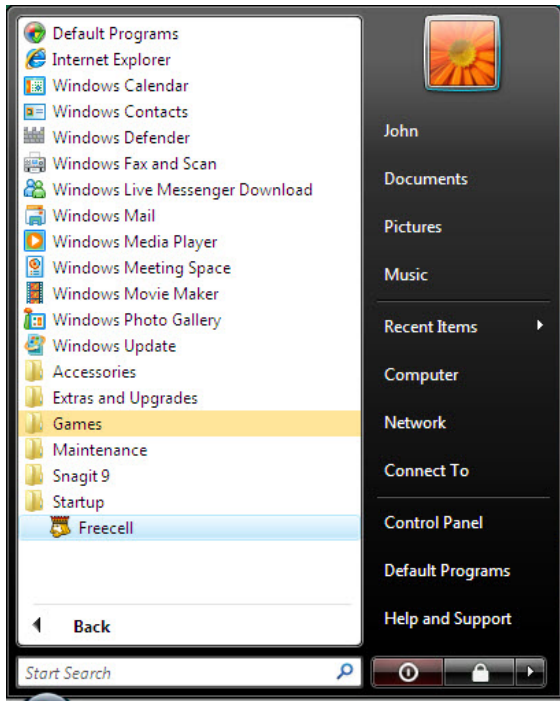 Default Programs
Internet Explorer
Windows Calendar
Windows Contacts
Windows Defender
Windows Fax and Scan
Windows Live Messenger Download
Windows Mail
Windows Media Player
Windows Meeting Space
Windows Movie Maker
Windows Photo Gallery
Windows Update
Accessories
Extras and Upgrades
Games
Maintenance
Snagit 9
Startup
Freecell
Back
Start Search
John
Documents
Pictures
Music
Recent Items
Computer
Network
Connect To
Control Panel
Default Programs
Help and Support